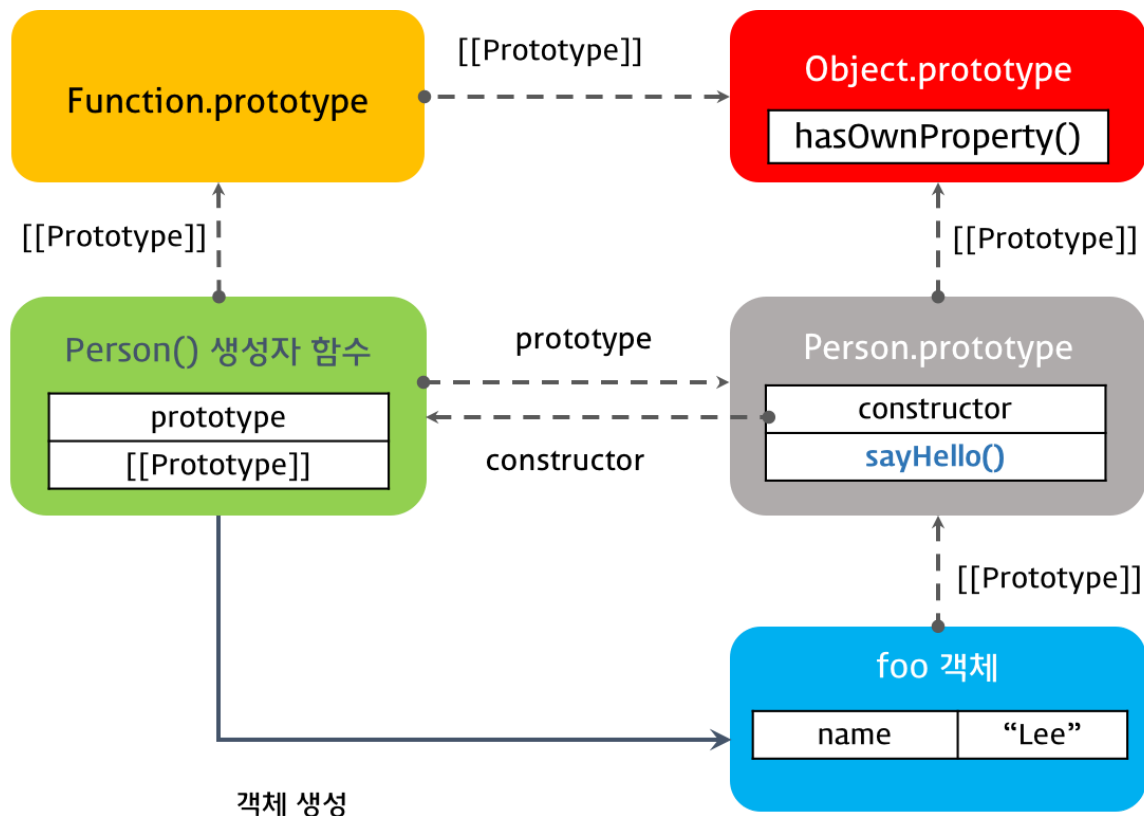 [[Prototype]]
Function.prototype
Object.prototype
hasOwnProperty()
[[Prototype]]
[[Prototype]]
Person() 생성자 함수
prototype
[[Prototype]]
prototype
constructor
Person.prototype
constructor
sayHello()
[[Prototype]]
foo 객체
name
“Lee”
객체 생성